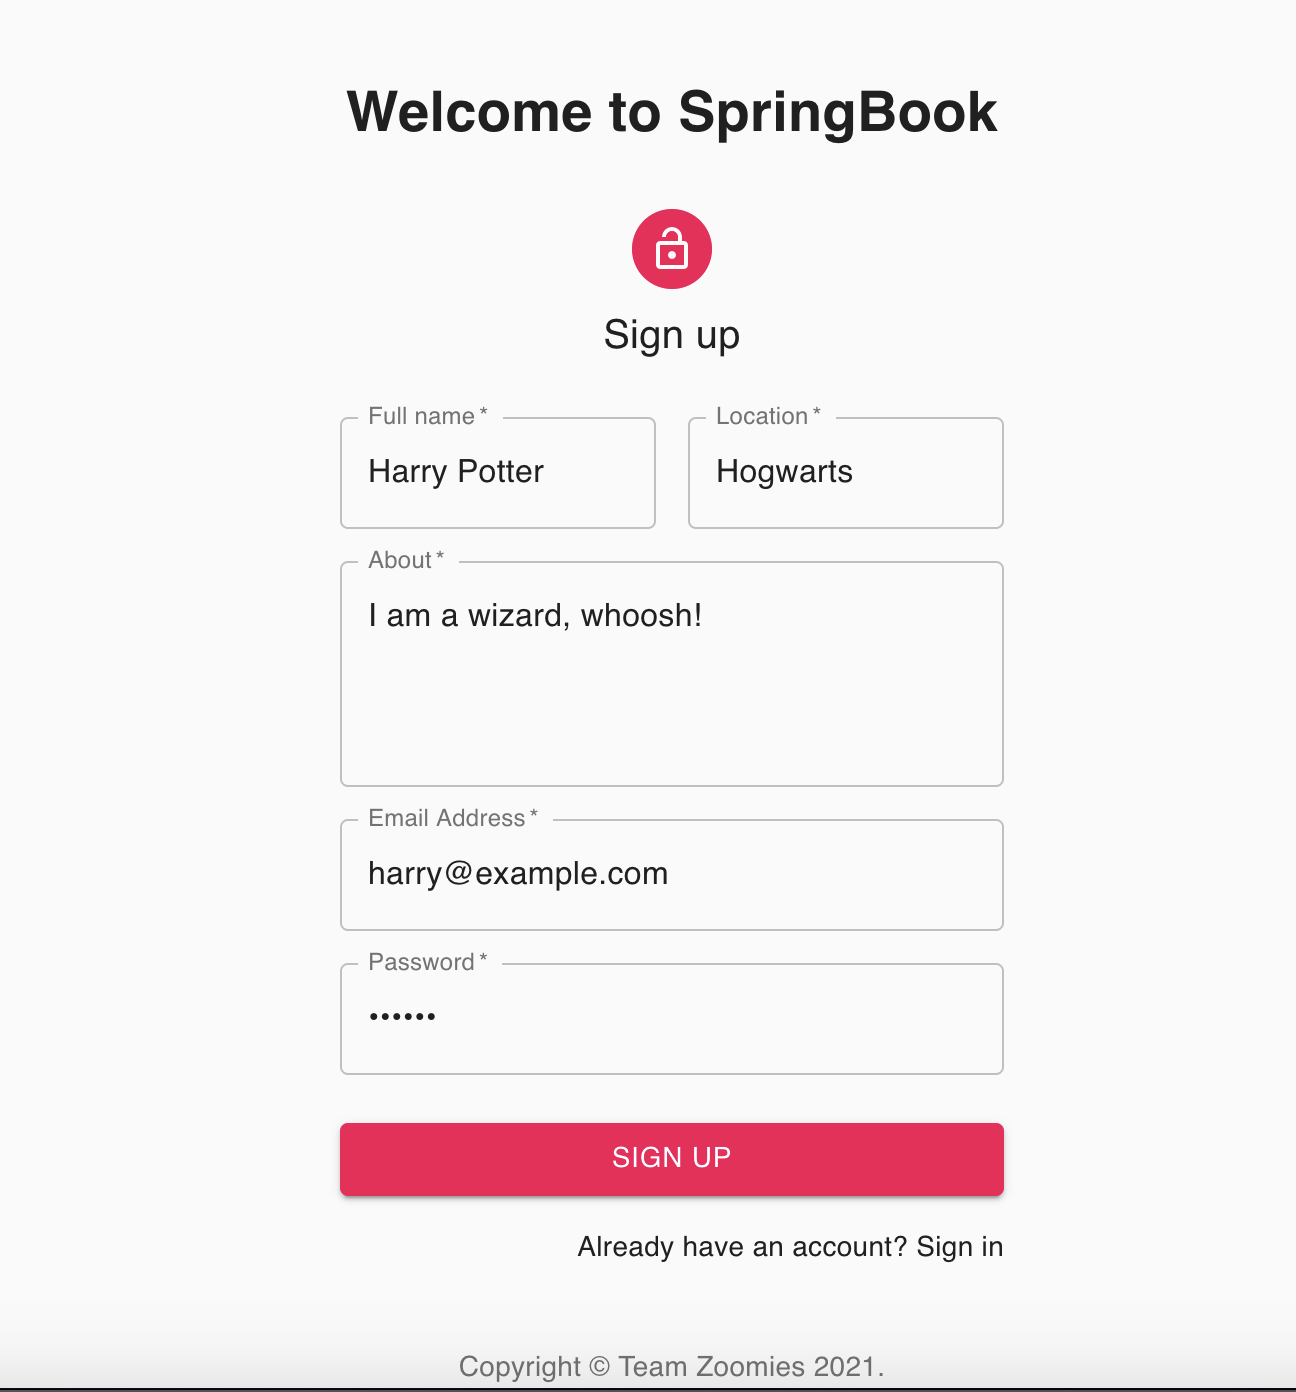 Welcome to SpringBook
Sign up
Full name *
Location *
Harry Potter
Hogwarts
About *
I am a wizard, whoosh!
Email Address *
harry@example.com
Password *
••••••
SIGN UP
Already have an account? Sign in
Copyright © Team Zoomies 2021.